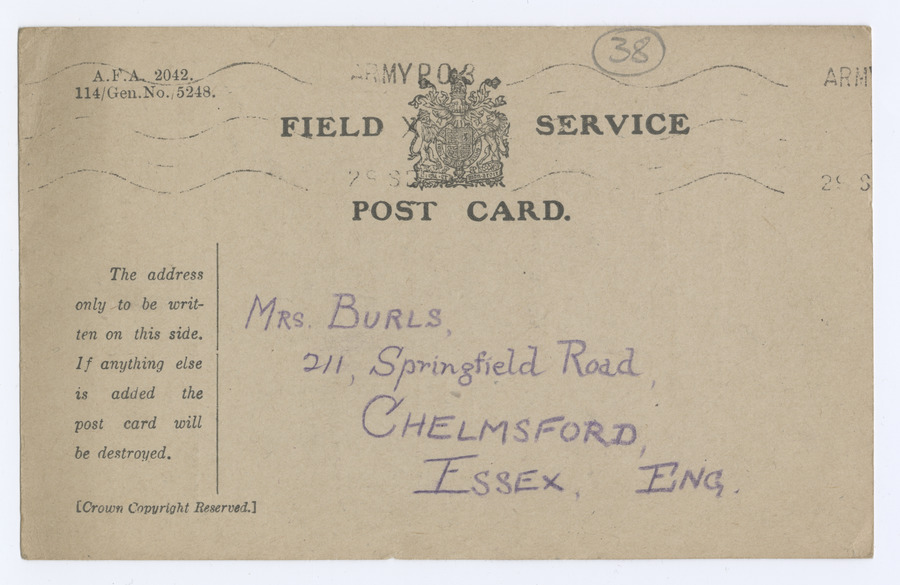 38
A.F.A. 2042.
114/Gen.No./5248.
ARMY P.O. 3
ARMY
FIELD SERVICE
POST CARD.
The address
only to be writ-
ten on this side.
If anything else
is added the
post card will
be destroyed.
[Crown Copyright Reserved.]
MRS. BURLS,
211, Springfield Road,
CHELMSFORD,
ESSEX, ENG.